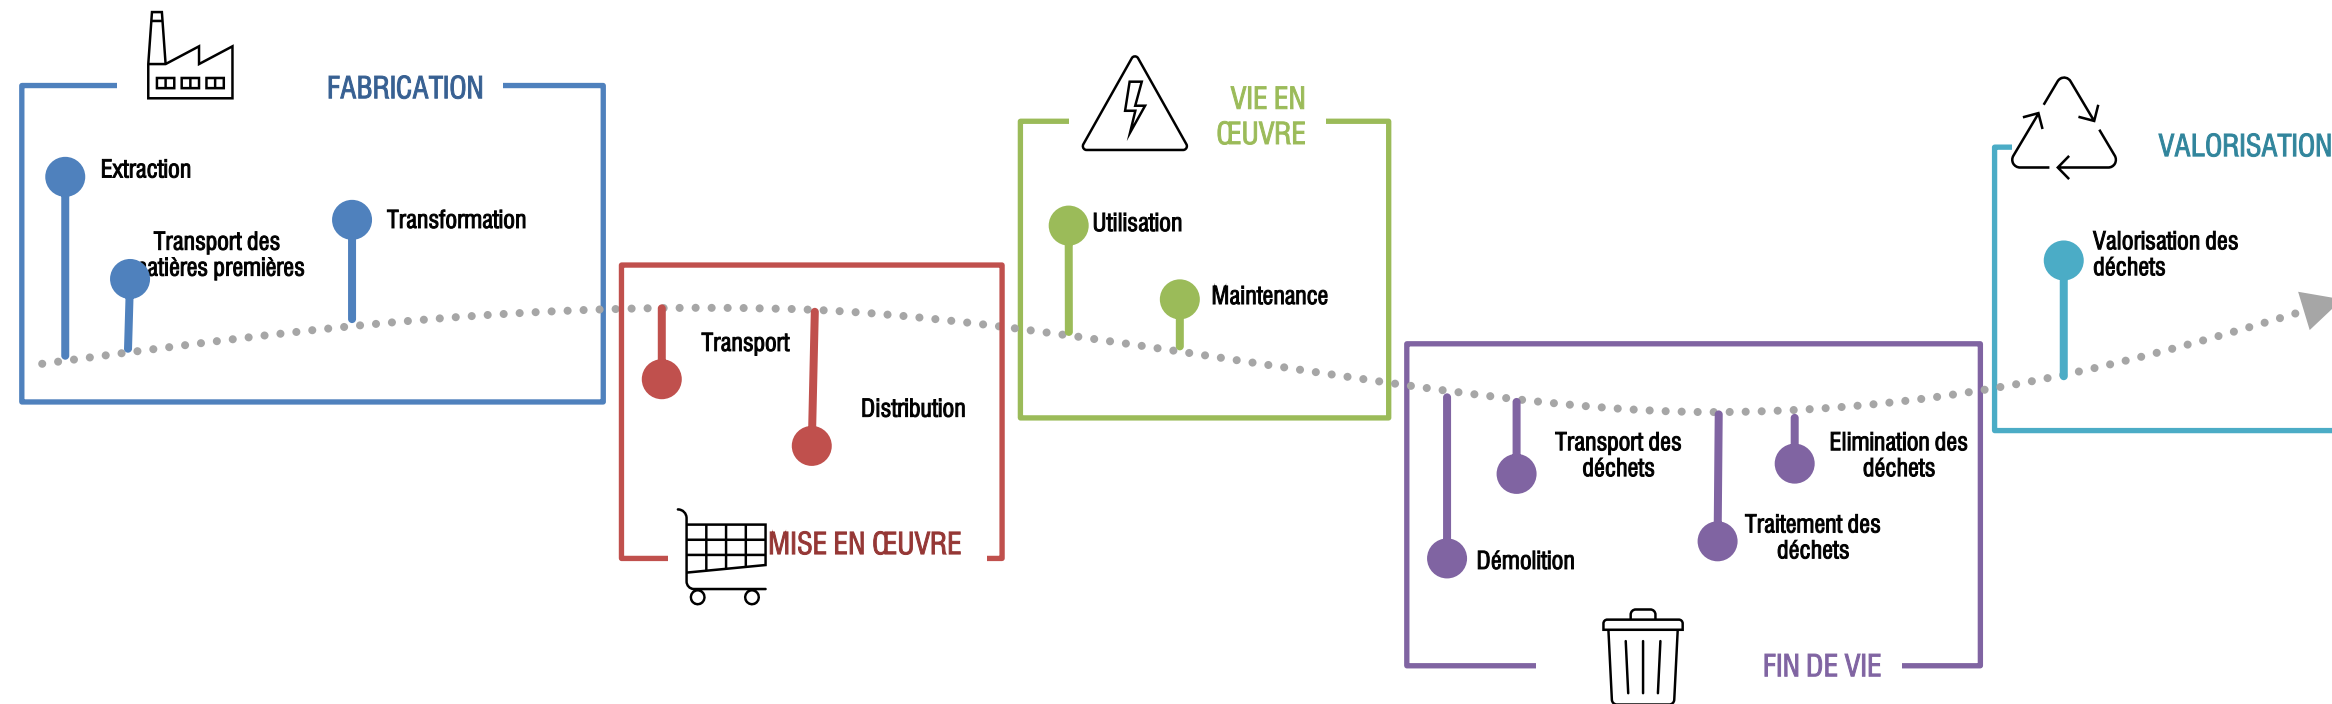 FABRICATION
Extraction
Transport des
matières premières
Transformation
Transport
Distribution
MISE EN ŒUVRE
VIE EN
ŒUVRE
Utilisation
Maintenance
Transport des
déchets
Elimination des
déchets
Traitement des
déchets
Démolition
FIN DE VIE
VALORISATION
Valorisation des
déchets